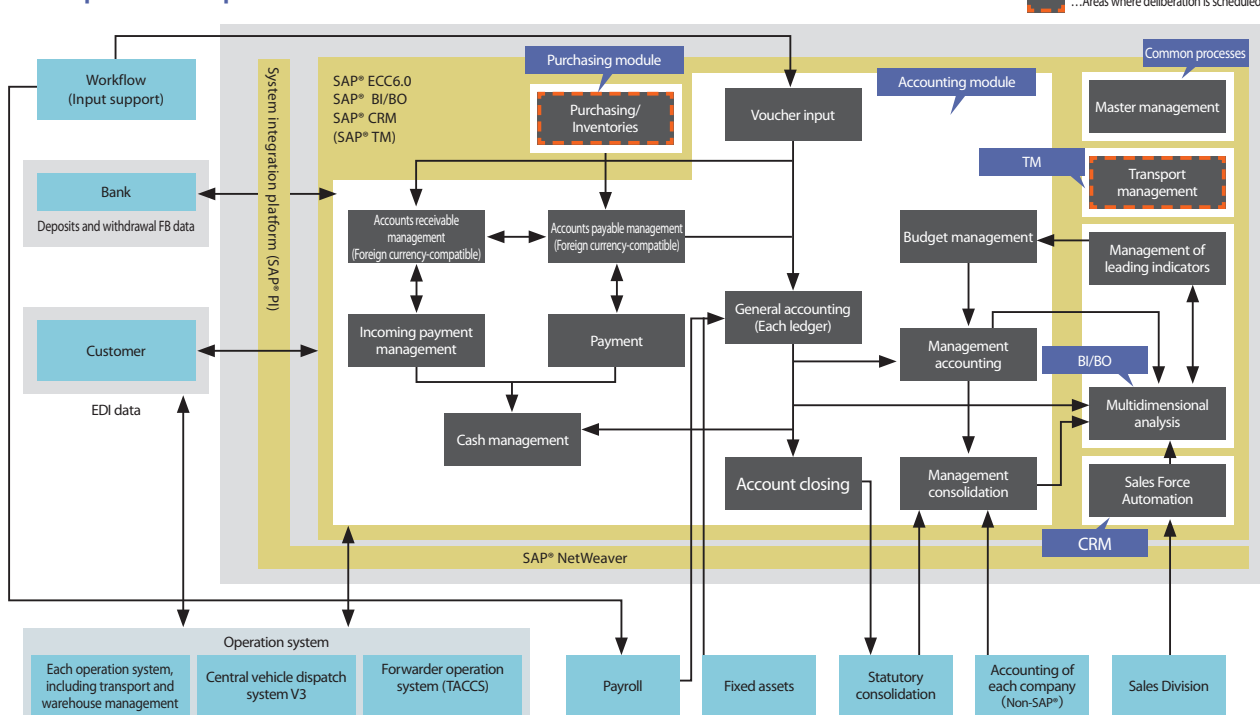 …Areas where deliberation is scheduled
Workflow
(Input support)
Bank
Deposits and withdrawal FB data
Customer
EDI data
System integration platform (SAP® PI)
SAP® ECC6.0
SAP® BI/BO
SAP® CRM
(SAP® TM)
Purchasing module
Purchasing/
Inventories
Voucher input
Accounting module
Common processes
Master management
TM
Transport
management
Accounts receivable
management
(Foreign currency-compatible)
Accounts payable management
(Foreign currency-compatible)
Budget management
Management of
leading indicators
Incoming payment
management
Payment
General accounting
(Each ledger)
Management
accounting
BI/BO
Multidimensional
analysis
Cash management
Account closing
Management
consolidation
Sales Force
Automation
CRM
SAP® NetWeaver
Operation system
Each operation system,
including transport and
warehouse management
Central vehicle dispatch
system V3
Forwarder operation
system (TACCS)
Payroll
Fixed assets
Statutory
consolidation
Accounting of
each company
(Non-SAP®)
Sales Division